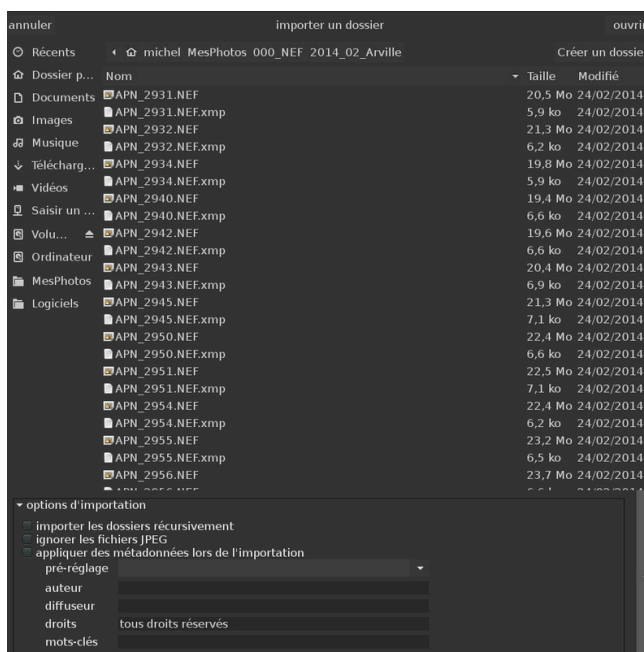 annuler importer un dossier ouvri
Récents michel MesPhotos 000_NEF 2014_02_Arville Créer un dossie
Dossier p... Nom Taille Modifié
Documents APN_2931.NEF 20,5 Mo 24/02/2014
APN_2931.NEF.xmp 5,9 ko 24/02/2014
Images APN_2932.NEF 21,3 Mo 24/02/2014
Musique APN_2932.NEF.xmp 6,2 ko 24/02/2014
Télécharg... APN_2934.NEF 19,8 Mo 24/02/2014
APN_2934.NEF.xmp 5,9 ko 24/02/2014
Vidéos APN_2940.NEF 19,4 Mo 24/02/2014
Saisir un ... APN_2940.NEF.xmp 6,6 ko 24/02/2014
Volu... APN_2942.NEF 19,6 Mo 24/02/2014
Ordinateur APN_2942.NEF.xmp 6,6 ko 24/02/2014
APN_2943.NEF 20,4 Mo 24/02/2014
MesPhotos APN_2943.NEF.xmp 6,9 ko 24/02/2014
Logiciels APN_2945.NEF 21,3 Mo 24/02/2014
APN_2945.NEF.xmp 7,1 ko 24/02/2014
APN_2950.NEF 22,4 Mo 24/02/2014
APN_2950.NEF.xmp 6,6 ko 24/02/2014
APN_2951.NEF 22,5 Mo 24/02/2014
APN_2951.NEF.xmp 7,1 ko 24/02/2014
APN_2954.NEF 22,4 Mo 24/02/2014
APN_2954.NEF.xmp 6,2 ko 24/02/2014
APN_2955.NEF 23,2 Mo 24/02/2014
APN_2955.NEF.xmp 6,5 ko 24/02/2014
APN_2956.NEF 23,7 Mo 24/02/2014
options d'importation
importer les dossiers récursivement
ignorer les fichiers JPEG
appliquer des métadonnées lors de l'importation
pré-réglage
auteur
diffuseur
droits tous droits réservés
mots-clés